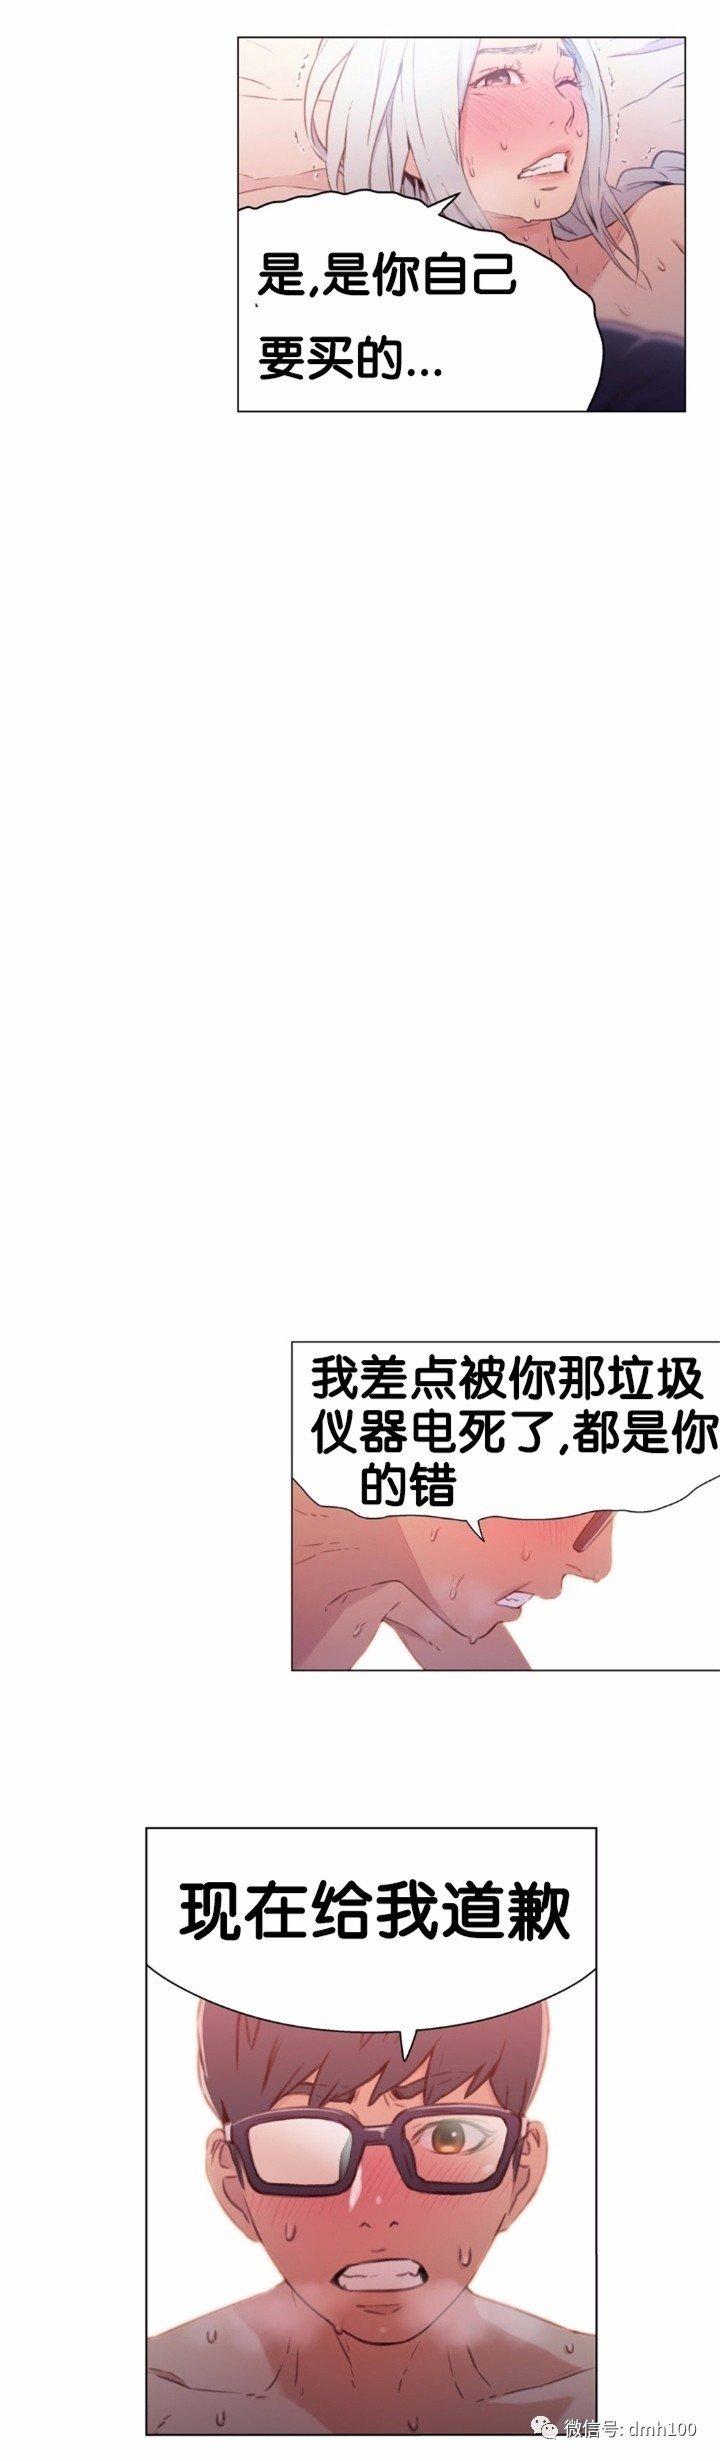 是,是你自己
要买的...
我差点被你那垃圾
仪器电死了,都是你
的错
现在给我道歉
微信号: dmh100